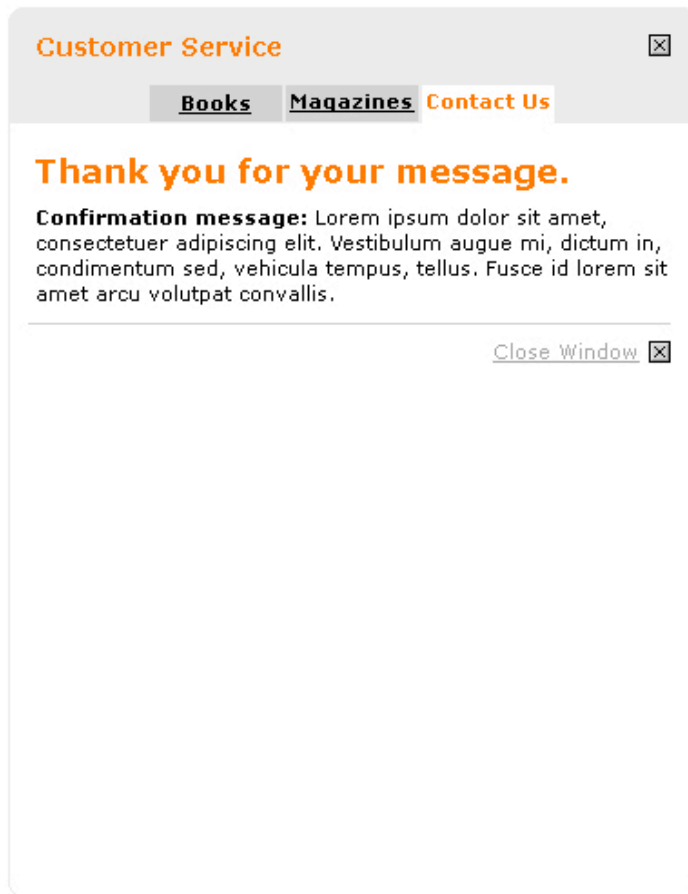 Customer Service
Books Magazines Contact Us
Thank you for your message.
Confirmation message: Lorem ipsum dolor sit amet,
consectetuer adipiscing elit. Vestibulum augue mi, dictum in,
condimentum sed, vehicula tempus, tellus. Fusce id lorem sit
amet arcu volutpat convallis.
Close Window